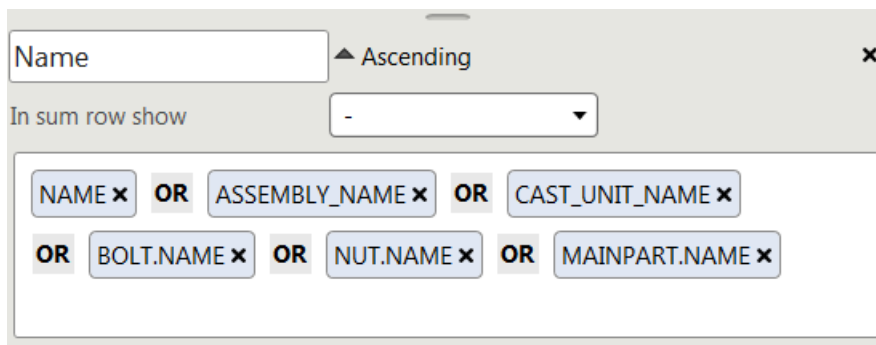 Name Ascending
In sum row show -
NAME × OR ASSEMBLY_NAME × OR CAST_UNIT_NAME ×
OR BOLT.NAME × OR NUT.NAME × OR MAINPART.NAME ×